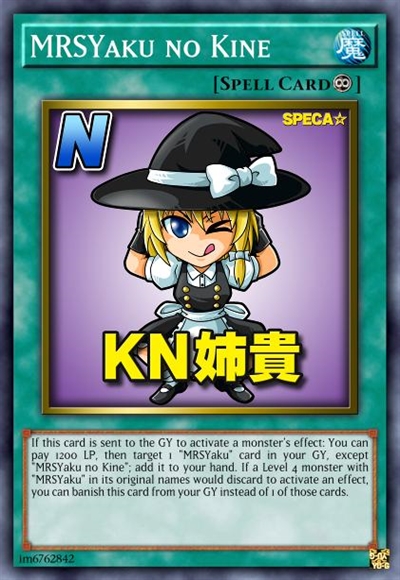 MRSYaku no Kine
[Spell Card]
N
SPECA☆
KN姉貴
If this card is sent to the GY to activate a monster's effect: You can
pay 1200 LP, then target 1 "MRSYaku" card in your GY, except
"MRSYaku no Kine"; add it to your hand. If a Level 4 monster with
"MRSYaku" in its original names would discard to activate an effect,
you can banish this card from your GY instead of 1 of those cards.
im6762842